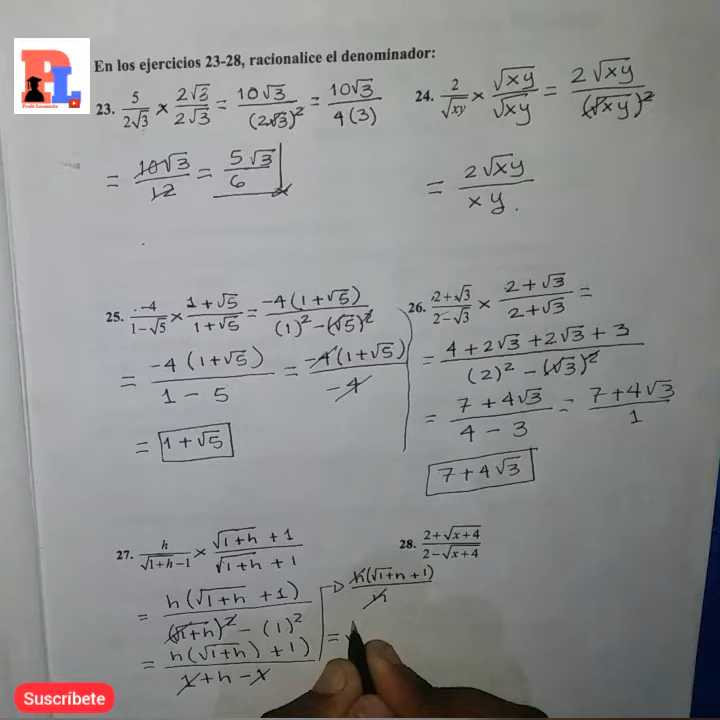 PL
Profe Leonardo
En los ejercicios 23-28, racionalice el denominador:
23. 5/2√3 × 2√3/2√3 = 10√3/(2√3)² = 10√3/4(3)
= 10√3/12 = 5√3/6
24. 2/√xy × √xy/√xy = 2√xy/(√xy)²
= 2√xy/xy.
25. -4/1-√5 × 1+√5/1+√5 = -4(1+√5)/(1)²-(√5)²
= -4(1+√5)/1-5 = -4(1+√5)/-4
= 1+√5
26. 2+√3/2-√3 × 2+√3/2+√3 =
= 4+2√3+2√3+3/(2)²-(√3)²
= 7+4√3/4-3 = 7+4√3/1
7+4√3
27. h/√1+h-1 × √1+h+1/√1+h+1
= h(√1+h+1)/(√1+h)²-(1)²
= h(√1+h)+1)/1+h-1
h(√1+h+1)/h
=
28. 2+√x+4/2-√x+4
Suscríbete